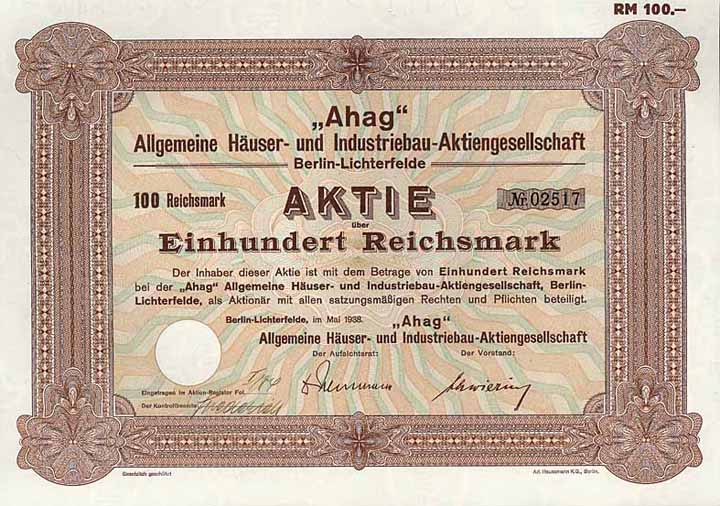 RM 100.—
„Ahag“
Allgemeine Häuser- und Industriebau-Aktiengesellschaft
Berlin-Lichterfelde
100 Reichsmark AKTIE Nr. 02517
über
Einhundert Reichsmark
Der Inhaber dieser Aktie ist mit dem Betrage von Einhundert Reichsmark
bei der „Ahag“ Allgemeine Häuser- und Industriebau-Aktiengesellschaft, Berlin-
Lichterfelde, als Aktionär mit allen satzungsmäßigen Rechten und Pflichten beteiligt.
Berlin-Lichterfelde, im Mai 1938. „Ahag“
Allgemeine Häuser- und Industriebau-Aktiengesellschaft
Der Aufsichtsrat: Der Vorstand:
Eingetragen im Aktien-Register Fol.
Der Kontrollbeamte
Gesetzlich geschützt Ad. Heusmann K.G., Berlin.